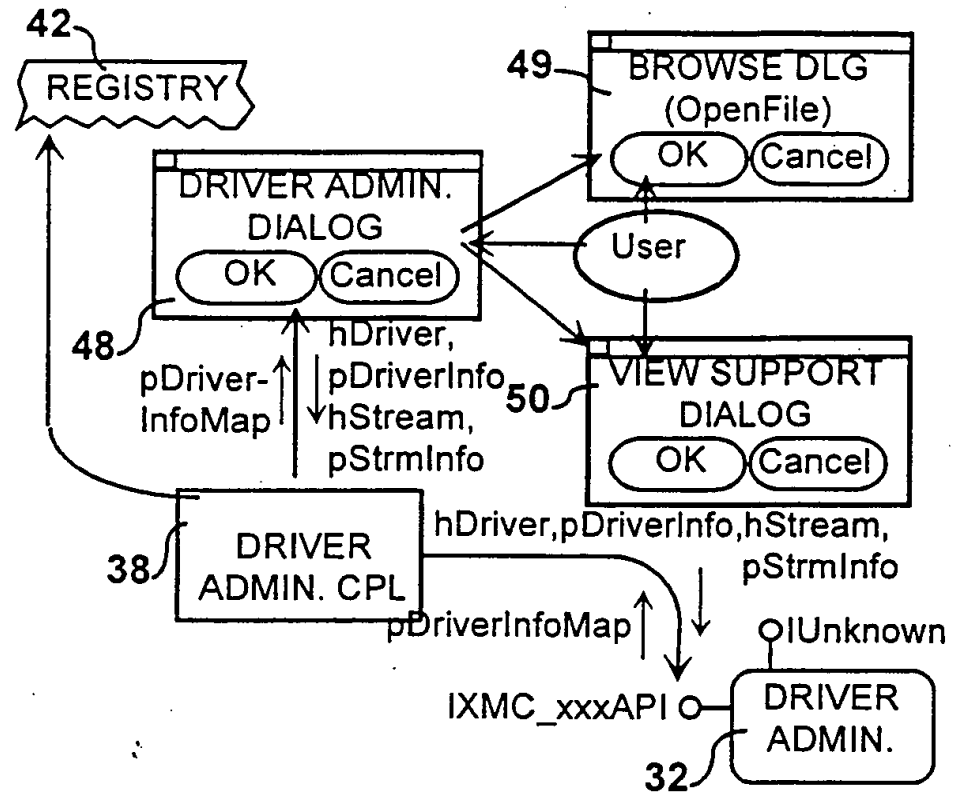 42
REGISTRY
49
BROWSE DLG
(OpenFile)
OK
Cancel
DRIVER ADMIN.
DIALOG
OK
Cancel
48
User
pDriver-
InfoMap
hDriver,
pDriverInfo,
hStream,
pStrmInfo
50
VIEW SUPPORT
DIALOG
OK
Cancel
38
DRIVER
ADMIN. CPL
hDriver,pDriverInfo,hStream,
pStrmInfo
pDriverInfoMap
IUnknown
IXMC_xxxAPI
DRIVER
ADMIN.
32